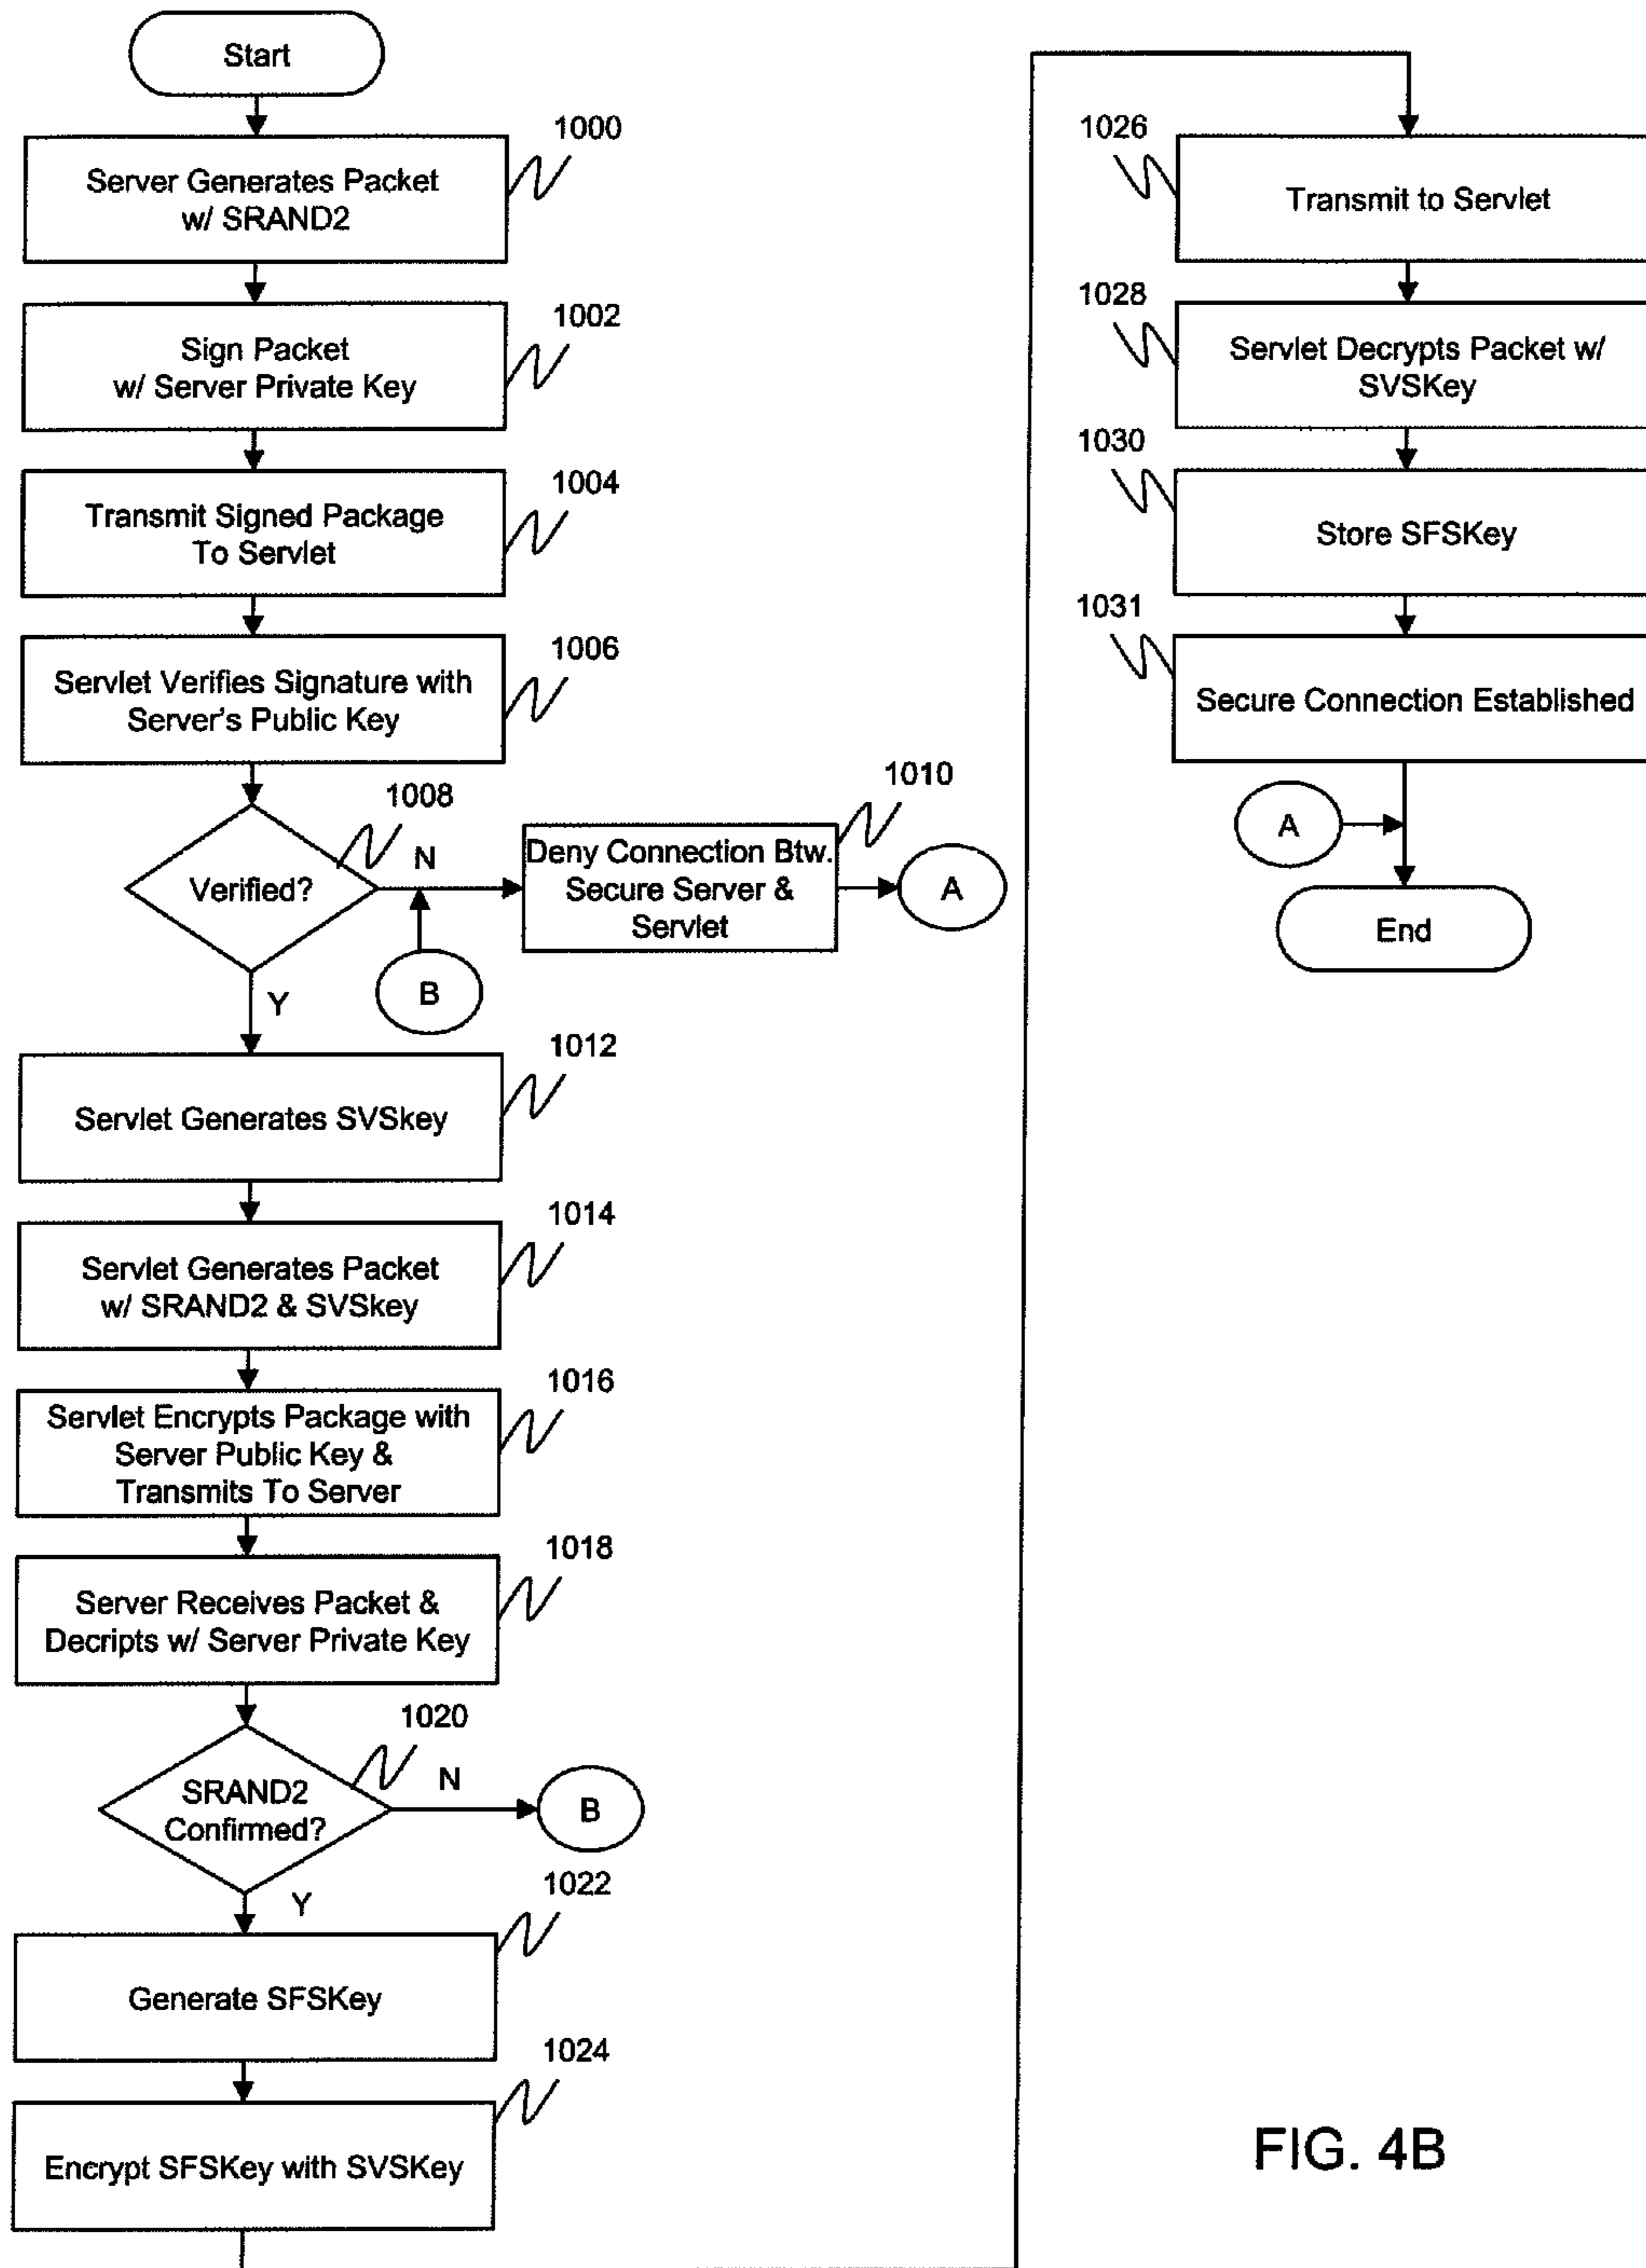 Start
1000
Server Generates Packet
w/ SRAND2
1002
Sign Packet
w/ Server Private Key
1004
Transmit Signed Package
To Servlet
1006
Servlet Verifies Signature with
Server's Public Key
1008
Verified?
N
B
1010
Deny Connection Btw.
Secure Server &
Servlet
A
Y
1012
Servlet Generates SVSkey
1014
Servlet Generates Packet
w/ SRAND2 & SVSkey
1016
Servlet Encrypts Package with
Server Public Key &
Transmits To Server
1018
Server Receives Packet &
Decripts w/ Server Private Key
1020
SRAND2
Confirmed?
N
B
Y
1022
Generate SFSKey
1024
Encrypt SFSKey with SVSKey
1026
Transmit to Servlet
1028
Servlet Decrypts Packet w/
SVSKey
1030
Store SFSKey
1031
Secure Connection Established
A
End
FIG. 4B